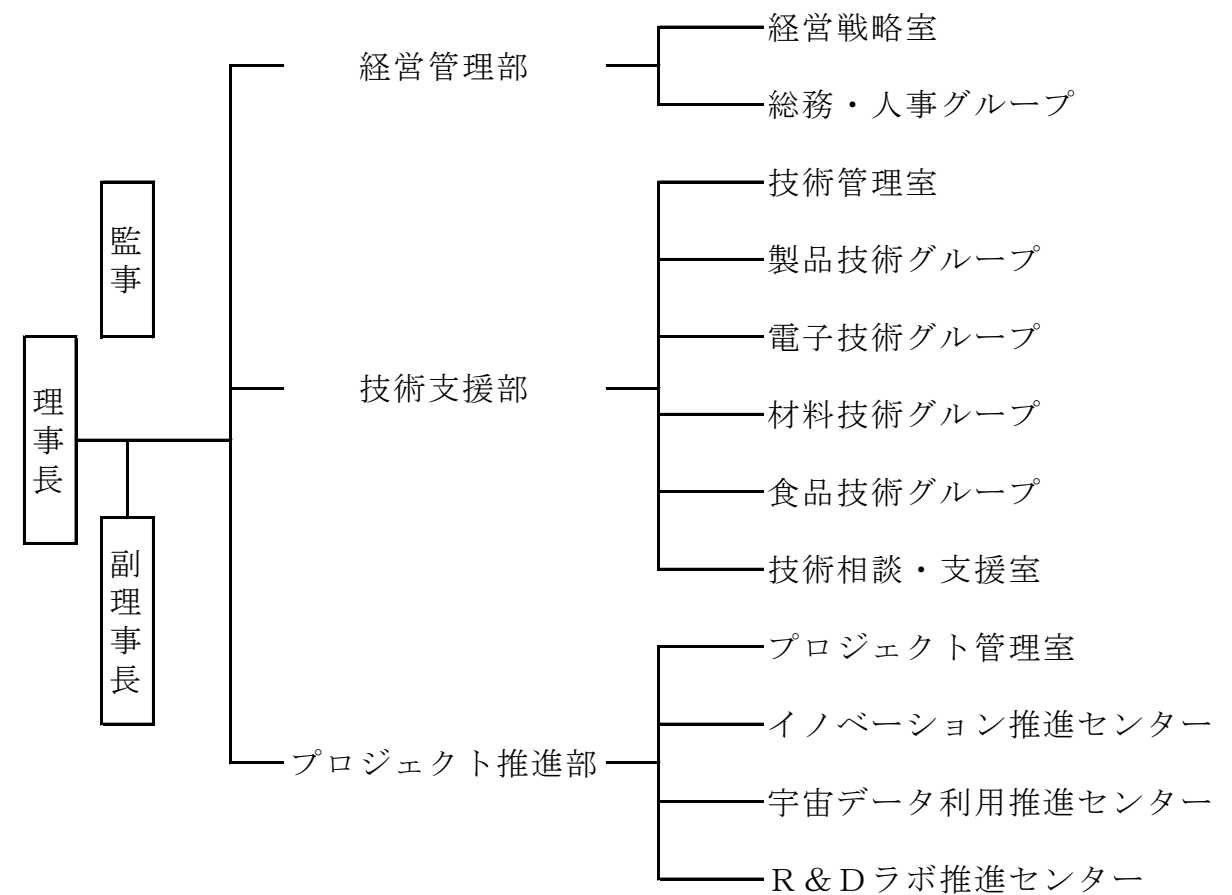 理事長
監事
副理事長
経営管理部
経営戦略室
総務・人事グループ
技術支援部
技術管理室
製品技術グループ
電子技術グループ
材料技術グループ
食品技術グループ
技術相談・支援室
プロジェクト推進部
プロジェクト管理室
イノベーション推進センター
宇宙データ利用推進センター
Ｒ＆Ｄラボ推進センター